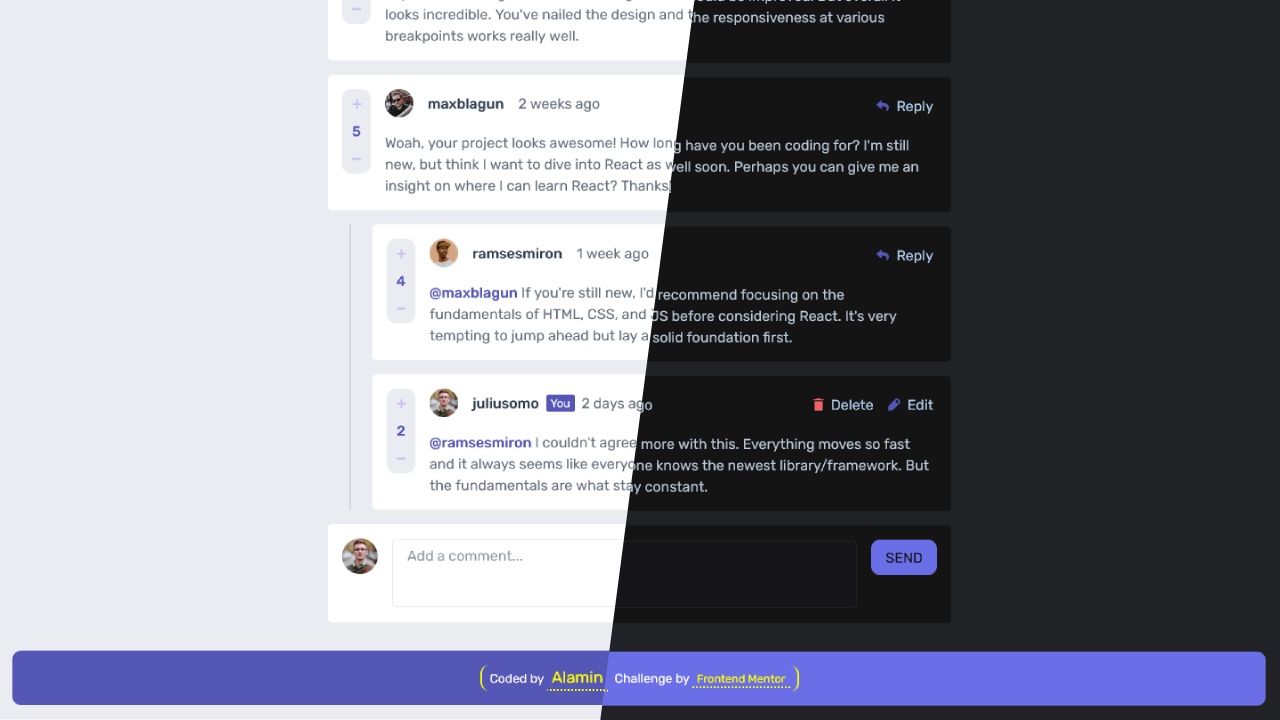 looks incredible. You've nailed the design and the responsiveness at various
breakpoints works really well.
maxblagun 2 weeks ago
Reply
5
Woah, your project looks awesome! How long have you been coding for? I'm still
new, but think I want to dive into React as well soon. Perhaps you can give me an
insight on where I can learn React? Thanks
ramsesmiron 1 week ago
Reply
4
@maxblagun If you're still new, I'd recommend focusing on the
fundamentals of HTML, CSS, and JS before considering React. It's very
tempting to jump ahead but lay a solid foundation first.
juliusomo You 2 days ago
Delete Edit
2
@ramsesmiron I couldn't agree more with this. Everything moves so fast
and it always seems like everyone knows the newest library/framework. But
the fundamentals are what stay constant.
Add a comment...
SEND
Coded by Alamin Challenge by Frontend Mentor